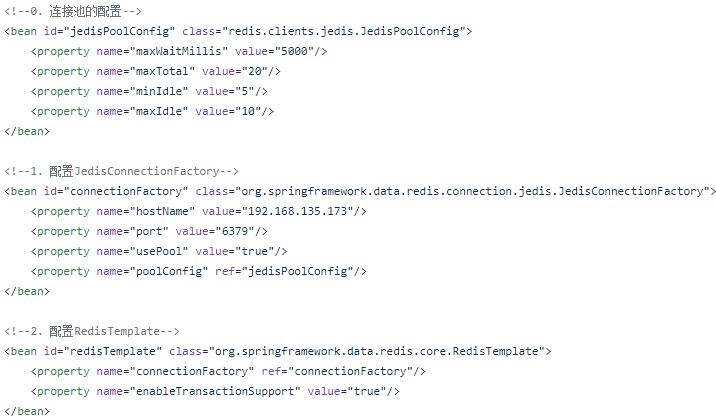 <!--0. 连接池的配置-->
<bean id="jedisPoolConfig" class="redis.clients.jedis.JedisPoolConfig">
    <property name="maxWaitMillis" value="5000"/>
    <property name="maxTotal" value="20"/>
    <property name="minIdle" value="5"/>
    <property name="maxIdle" value="10"/>
</bean>

<!--1. 配置JedisConnectionFactory-->
<bean id="connectionFactory" class="org.springframework.data.redis.connection.jedis.JedisConnectionFactory">
    <property name="hostName" value="192.168.135.173"/>
    <property name="port" value="6379"/>
    <property name="usePool" value="true"/>
    <property name="poolConfig" ref="jedisPoolConfig"/>
</bean>

<!--2. 配置RedisTemplate-->
<bean id="redisTemplate" class="org.springframework.data.redis.core.RedisTemplate">
    <property name="connectionFactory" ref="connectionFactory"/>
    <property name="enableTransactionSupport" value="true"/>
</bean>